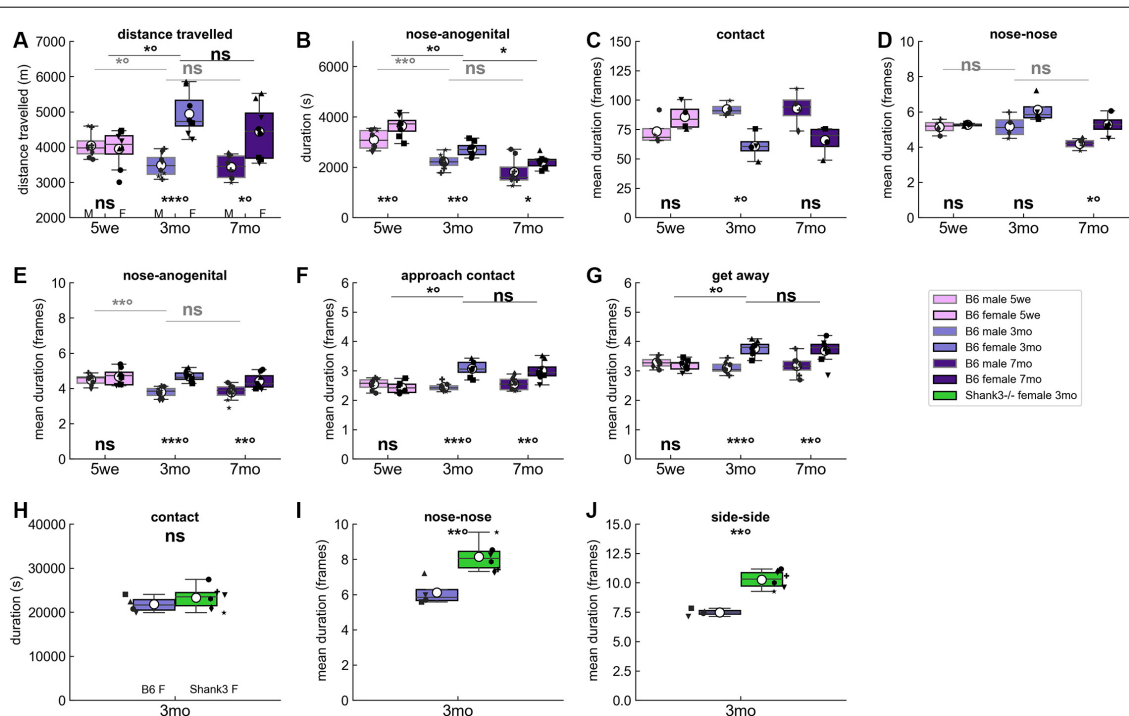 A
distance travelled
distance travelled (m)
7000
6000
5000
4000
3000
2000
*° ns
*° ns
ns ***° *°
M F M F M F
5we 3mo 7mo
B
nose-anogenital
duration (s)
6000
4000
2000
0
*° *
**° ns
**° **° *
5we 3mo 7mo
C
contact
mean duration (frames)
150
125
100
75
50
25
0
ns *° ns
5we 3mo 7mo
D
nose-nose
mean duration (frames)
10
8
6
4
2
0
ns ns
ns ns *°
5we 3mo 7mo
E
nose-anogenital
mean duration (frames)
10
8
6
4
2
0
**° ns
ns ***° **°
5we 3mo 7mo
F
approach contact
mean duration (frames)
6
5
4
3
2
1
0
*° ns
ns ***° **°
5we 3mo 7mo
G
get away
mean duration (frames)
6
5
4
3
2
1
0
*° ns
ns ***° **°
5we 3mo 7mo
B6 male 5we
B6 female 5we
B6 male 3mo
B6 female 3mo
B6 male 7mo
B6 female 7mo
Shank3-/- female 3mo
H
contact
ns
duration (s)
40000
30000
20000
10000
0
B6 F Shank3 F
3mo
I
nose-nose
**°
mean duration (frames)
10
8
6
4
2
0
3mo
J
side-side
**°
mean duration (frames)
15.0
12.5
10.0
7.5
5.0
2.5
0.0
3mo